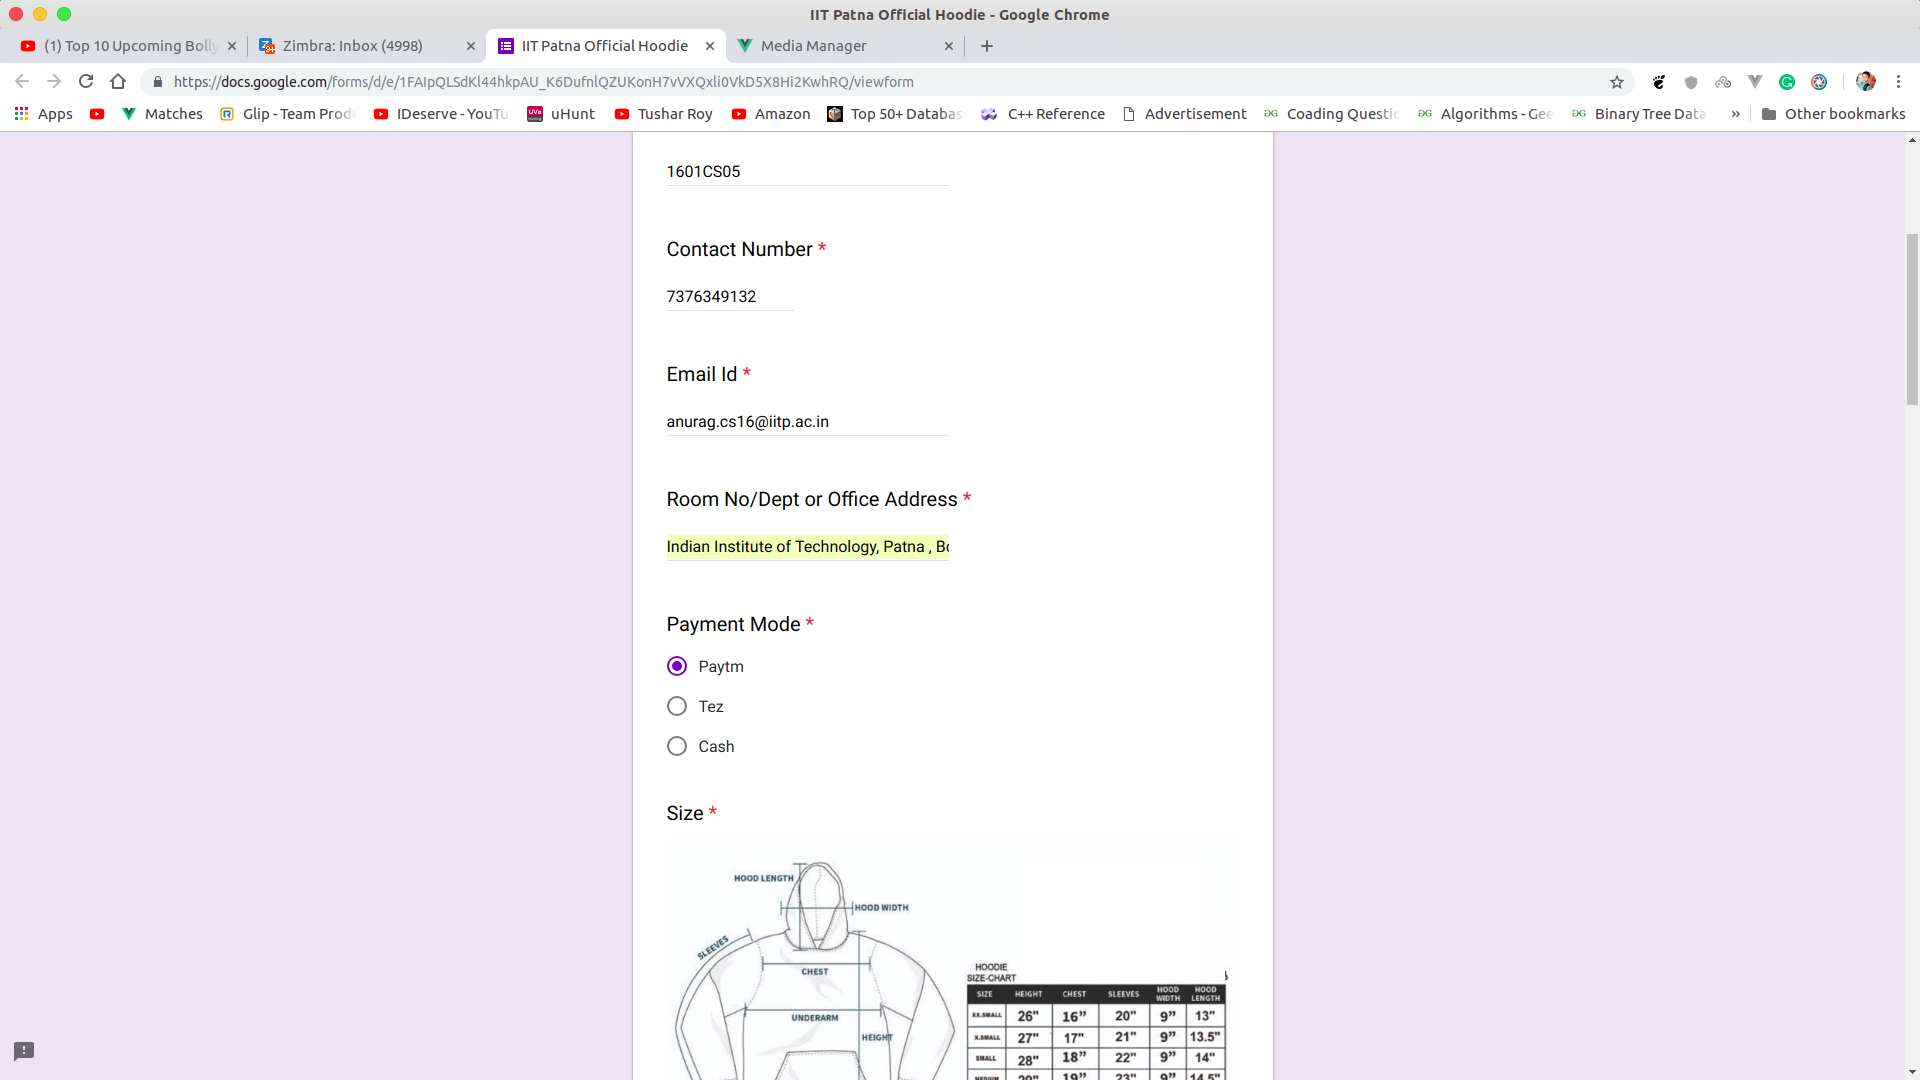 IIT Patna Official Hoodie - Google Chrome
(1) Top 10 Upcoming Bolly
Zimbra: Inbox (4998)
IIT Patna Official Hoodie
Media Manager
https://docs.google.com/forms/d/e/1FAIpQLSdKl44hkpAU_K6DufnlQZUKonH7vVXQxli0VkD5X8Hi2KwhRQ/viewform
Apps
Matches
Glip - Team Prod
IDeserve - YouTu
uHunt
Tushar Roy
Amazon
Top 50+ Databas
C++ Reference
Advertisement
Coading Questic
Algorithms - Gee
Binary Tree Data
»
Other bookmarks
1601CS05
Contact Number *
7376349132
Email Id *
anurag.cs16@iitp.ac.in
Room No/Dept or Office Address *
Indian Institute of Technology, Patna , Bo
Payment Mode *
Paytm
Tez
Cash
Size *
HOOD LENGTH
HOOD WIDTH
SLEEVES
CHEST
UNDERARM
HEIGHT
HOODIE
SIZE-CHART
SIZE HEIGHT CHEST SLEEVES HOOD WIDTH HOOD LENGTH
XX.SMALL 26" 16" 20" 9" 13"
X.SMALL 27" 17" 21" 9" 13.5"
SMALL 28" 18" 22" 9" 14"
MEDIUM 29" 19" 23" 9" 14.5"